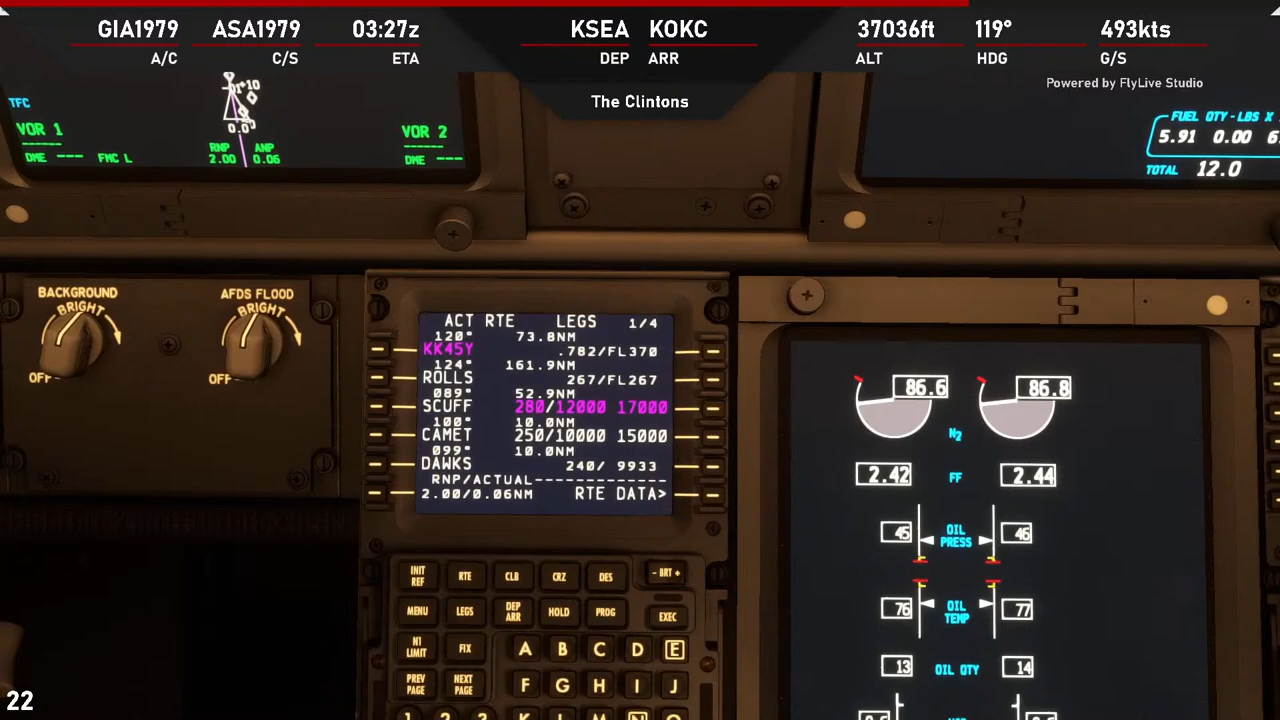 GIA1979 ASA1979 03:27z KSEA KOKC 37036ft 119° 493kts
A/C C/S ETA DEP ARR ALT HDG G/S
Powered by FlyLive Studio
The Clintons
TFC
+10
VOR 1 VOR 2
0.0
RNP ANP
DME --- FMC L 2.00 0.06 DME ---
FUEL QTY-LBS X
5.91 0.00
TOTAL 12.0
BACKGROUND
BRIGHT
OFF
AFDS FLOOD
BRIGHT
OFF
ACT RTE LEGS 1/4
120° 73.8NM
KK45Y .782/FL370
124° 161.9NM
ROLLS 267/FL267
089° 52.9NM
SCUFF 280/12000 17000
100° 10.0NM
CAMET 250/10000 15000
099° 10.0NM
DAWKS 240/ 9933
RNP/ACTUAL--------------
2.00/0.06NM RTE DATA>
INIT REF RTE CLB CRZ DES - BRT +
MENU LEGS DEP ARR HOLD PROG EXEC
N1 LIMIT FIX A B C D E
PREV PAGE NEXT PAGE F G H I J
86.6 N2 86.8
2.42 FF 2.44
45 OIL PRESS 46
76 OIL TEMP 77
13 OIL QTY 14
22